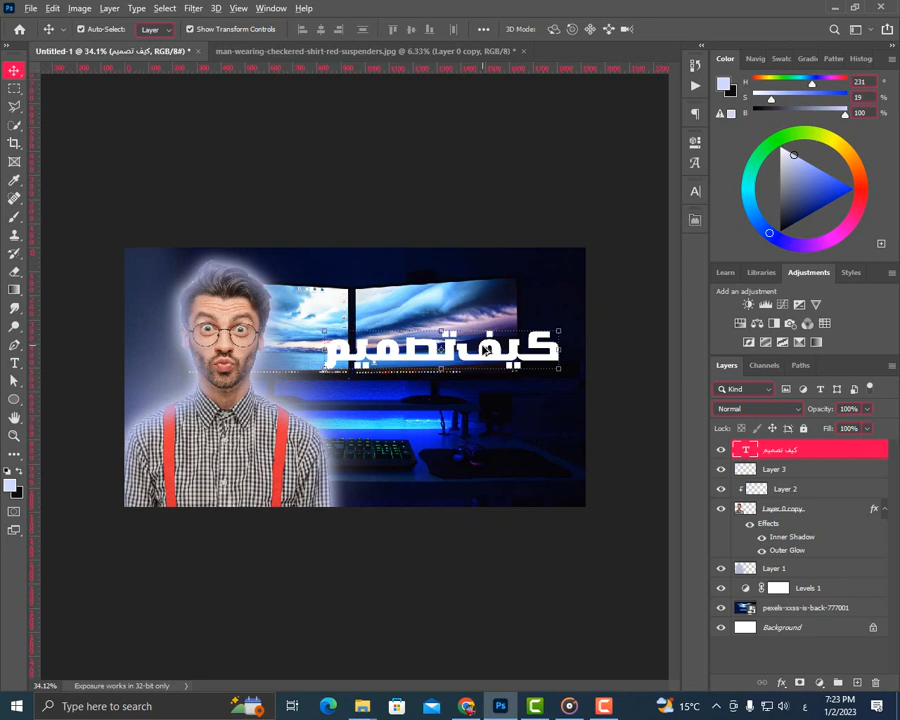 File Edit Image Layer Type Select Filter 3D View Window Help
Auto-Select: Layer Show Transform Controls 3D Mode
Untitled-1 @ 34.1% (كيف تصميم, RGB/8#) * × man-wearing-checkered-shirt-red-suspenders.jpg @ 6.33% (Layer 0 copy, RGB/8#) * ×
Color Navig Swatc Gradi Patter Histog
H 231 °
S 19 %
B 100 %
كيف تصميم
Learn Libraries Adjustments Styles
Add an adjustment
Layers Channels Paths
Kind
Normal Opacity: 100%
Lock: Fill: 100%
T كيف تصميم
Layer 3
Layer 2
Layer 0 copy fx
Effects
Inner Shadow
Outer Glow
Layer 1
Levels 1
pexels-xxss-is-back-777001
Background
34.12% Exposure works in 32-bit only
Type here to search 15°C ع 7:23 PM
1/2/2023